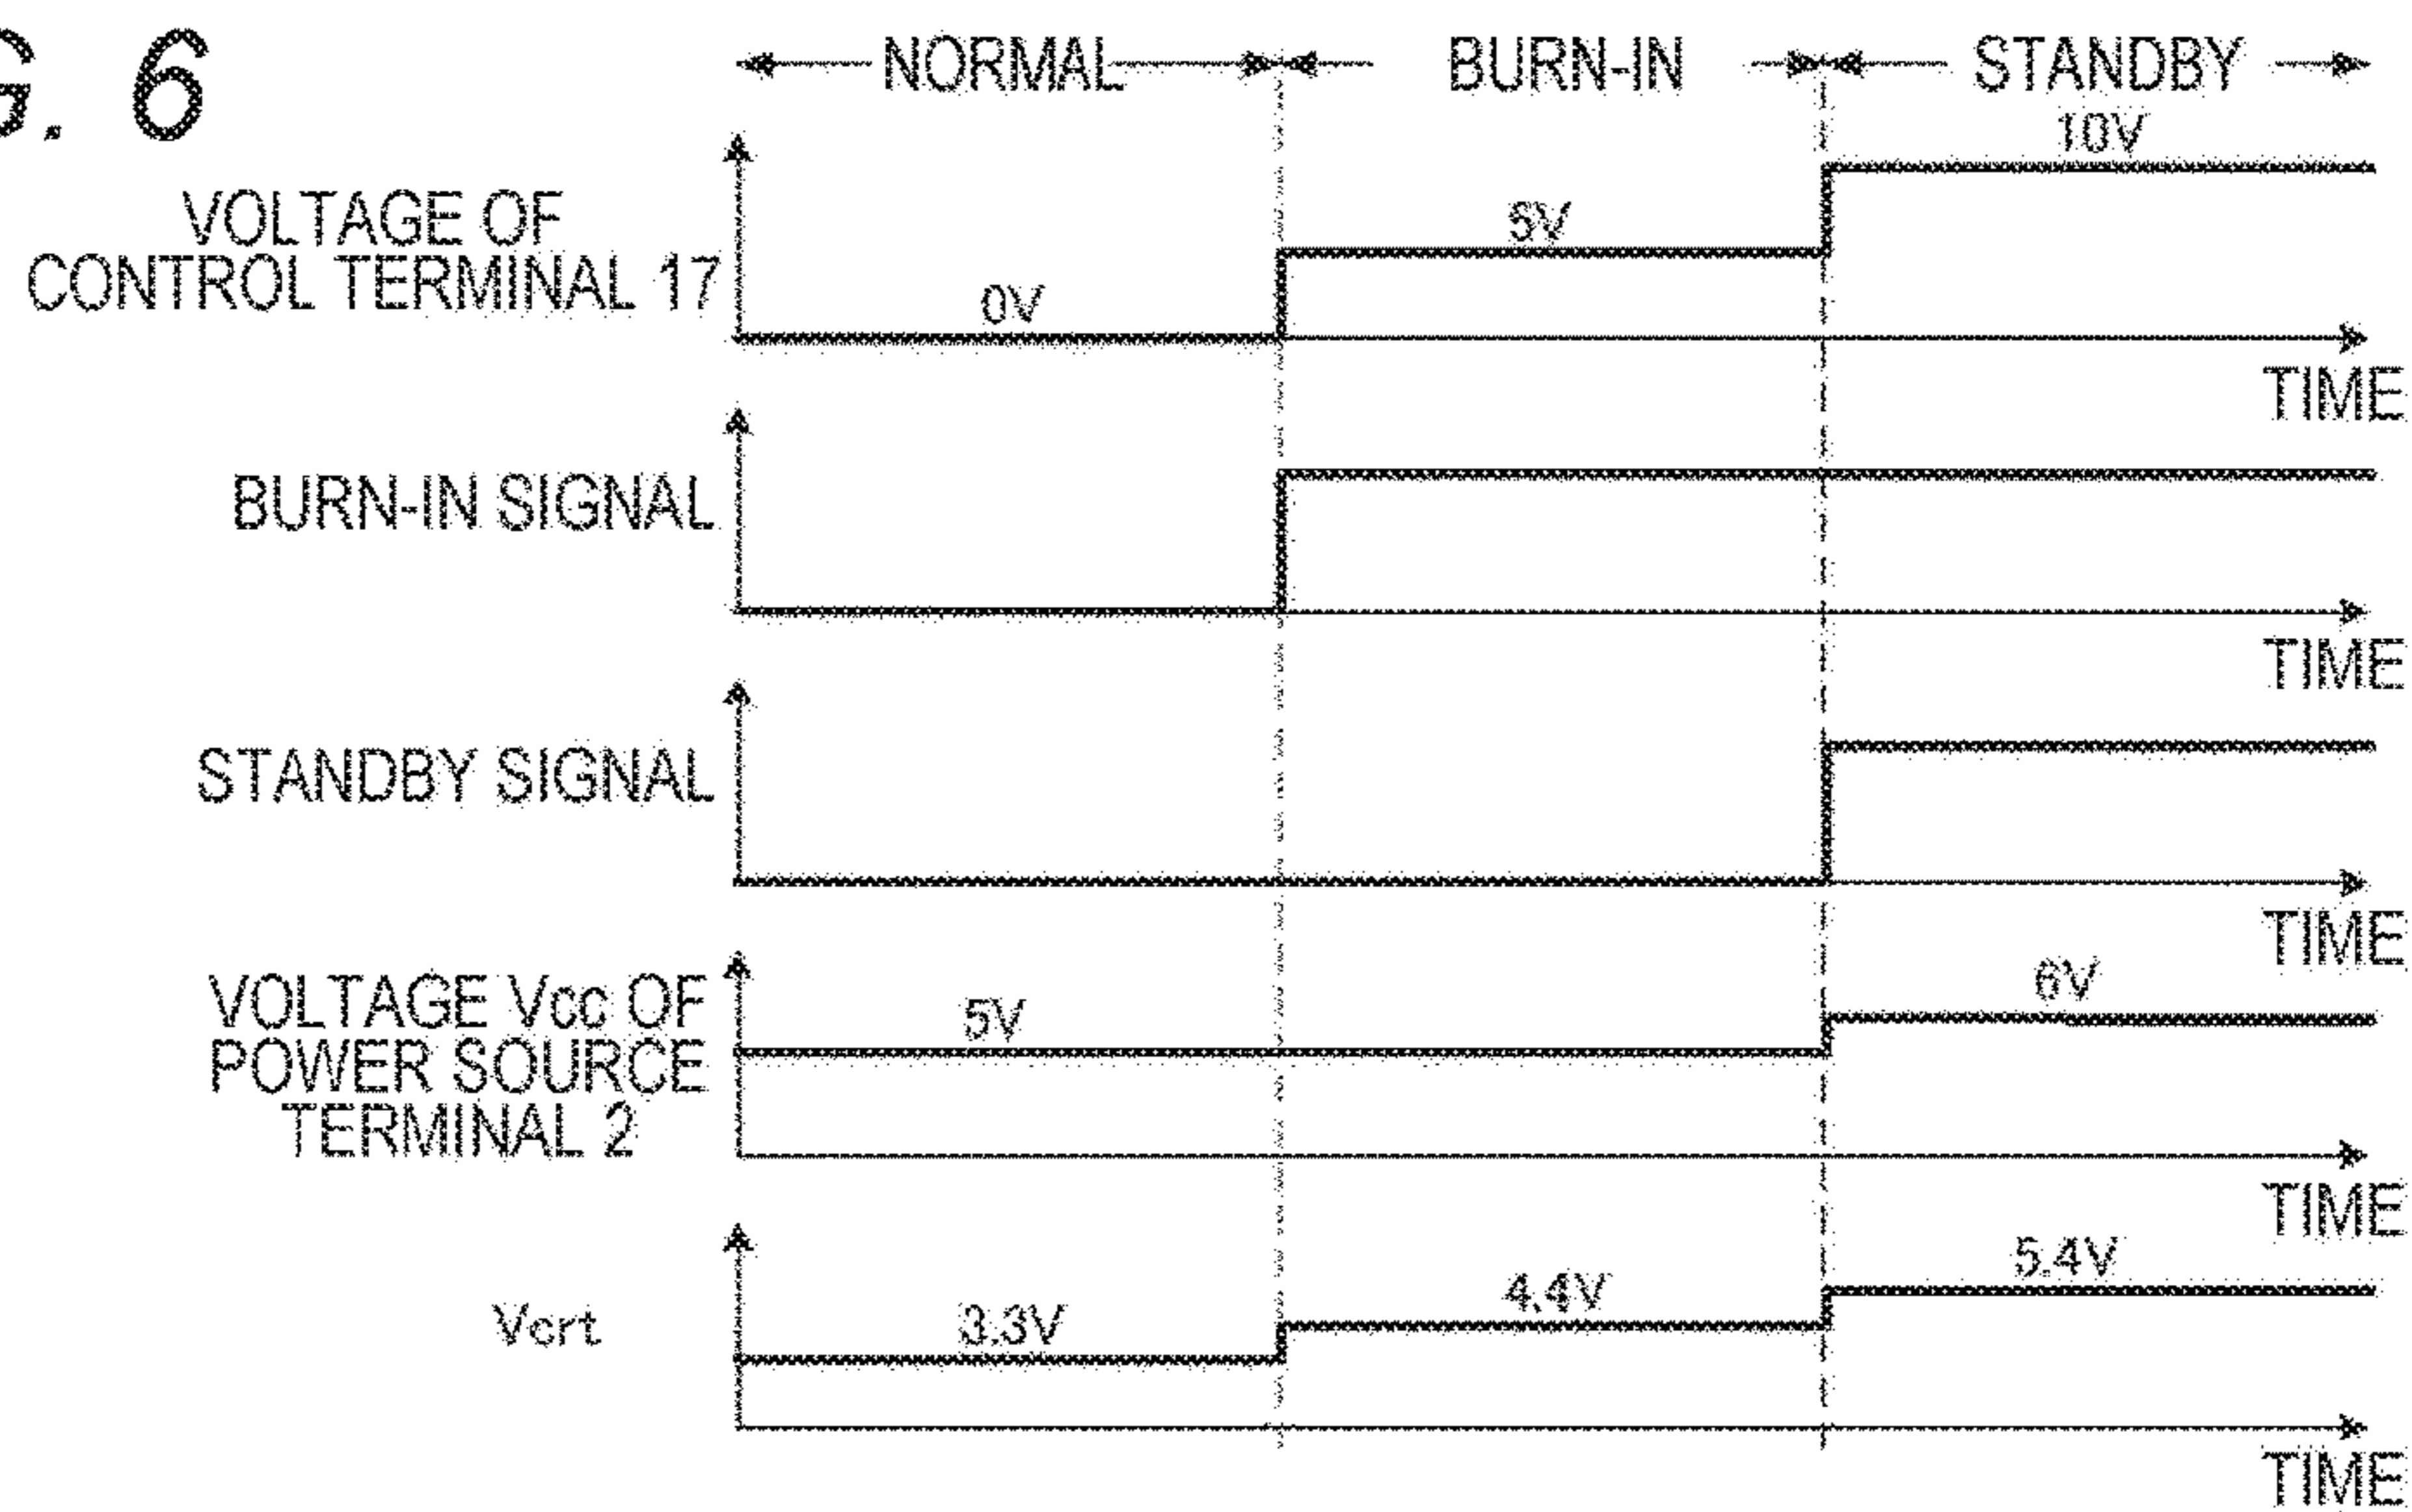 G. 6
NORMAL BURN-IN STANDBY
VOLTAGE OF
CONTROL TERMINAL 17
0V
5V
10V
TIME
BURN-IN SIGNAL
TIME
STANDBY SIGNAL
TIME
VOLTAGE Vcc OF
POWER SOURCE
TERMINAL 2
5V
6V
TIME
Vcrt
3.3V
4.4V
5.4V
TIME